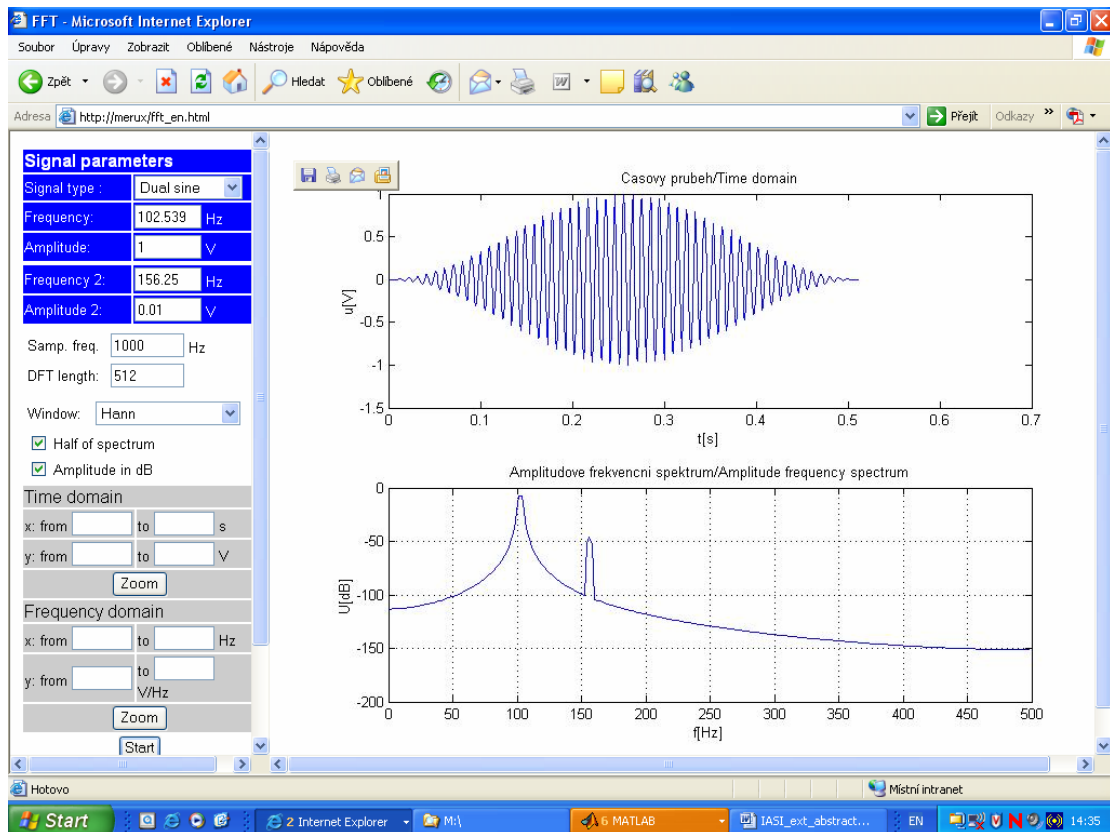 FFT - Microsoft Internet Explorer
Soubor Úpravy Zobrazit Oblíbené Nástroje Nápověda
Zpět Hledat Oblíbené
Adresa http://merux/fft_en.html Přejít Odkazy »
Signal parameters
Signal type : Dual sine
Frequency: 102.539 Hz
Amplitude: 1 V
Frequency 2: 156.25 Hz
Amplitude 2: 0.01 V
Samp. freq. 1000 Hz
DFT length: 512
Window: Hann
Half of spectrum
Amplitude in dB
Time domain
x: from to s
y: from to V
Zoom
Frequency domain
x: from to Hz
y: from to
V/Hz
Zoom
Start
Casovy prubeh/Time domain
1
0.5
0
-0.5
-1
-1.5
u[V]
0 0.1 0.2 0.3 0.4 0.5 0.6 0.7
t[s]
Amplitudove frekvencni spektrum/Amplitude frequency spectrum
0
-50
-100
-150
-200
U[dB]
0 50 100 150 200 250 300 350 400 450 500
f[Hz]
Hotovo Místní intranet
Start 2 Internet Explorer M:\ 6 MATLAB IASI_ext_abstract... EN 14:35